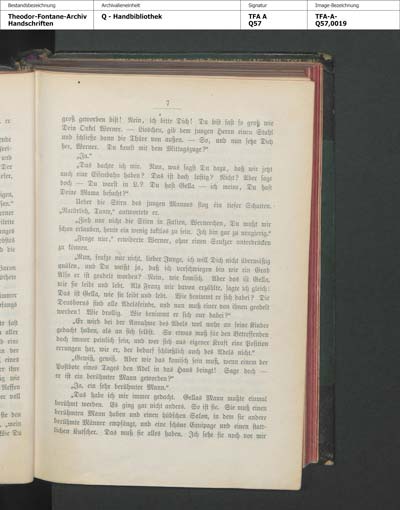 Bestandsbezeichnung
Archivalieneinheit
Signatur
Image-Bezeichnung
Theodor-Fontane-Archiv
Handschriften
Q - Handbibliothek
TFA A
Q57
TFA-A-
Q57,0019
7
groß geworden bist! Nein, ich bitte Dich! Du bist fast so groß wie
Dein Onkel Werner. — Lieschen, gib dem jungen Herrn einen Stuhl
und schließe dann die Thüre von außen. — So, und nun setze Dich
her, Werner. Du kamst mit dem Mittagszuge?“
„Ja.“
„Das dachte ich mir. Nun, was sagst Du dazu, daß wir jetzt
auch eine Eisenbahn haben? Das ist doch lustig? Nicht? Aber sage
doch — Du warst in L.? Du hast Gella — ich meine, Du hast
Deine Mama besucht?“
Ueber die Stirn des jungen Mannes flog ein tiefer Schatten.
„Natürlich, Tante,“ antwortete er.
„Zieh nur nicht die Stirn in Falten, Wernerchen, Du mußt mir
schon erlauben, heute ein wenig taktlos zu sein. Ich bin gar zu neugierig.“
„Frage nur,“ erwiderte Werner, ohne einen Seufzer unterdrücken
zu können.
„Nun, seufze nur nicht, lieber Junge, ich will Dich nicht überflüssig
quälen, und Du weißt ja, daß ich verschwiegen bin wie ein Grab
Also er ist geadelt worden? Nein, wie komisch. Aber das ist Gella,
wie sie leibt und lebt. Als Franz mir davon erzählte, sagte ich gleich:
Das ist Gella, wie sie leibt und lebt. Wie benimmt er sich dabei? Die
sind alle Adelsfeinde, und nun muß einer von ihnen geadelt
werden! Wie drollig. Wie benimmt er sich nur dabei?“
„Er wird bei der Annahme des Adels wol mehr an seine Kinder
gedacht haben, als an sich selbst. So etwas muß für den Betreffenden
doch immer peinlich sein, und wer sich aus eigener Kraft eine Position
errungen hat, wie er, der bedarf schließlich auch des Adels nicht.“
„Gewiß, gewiß. Aber wie das komisch sein muß, wenn einem der
Postbote eines Tages den Adel in das Haus bringt! Sage doch —
er ist ein berühmter Mann geworden?“
„Ja, ein sehr berühmter Mann.“
„Das habe ich mir immer gedacht. Gellas Mann mußte einmal
berühmt werden. Es ging gar nicht anders. So ist sie. Sie muß einen
berühmten Mann haben und einen hübschen Salon, in dem sie andere
berühmte Männer empfängt, und eine schöne Equipage und einen statt-
lichen Kutscher. Das muß sie alles haben. Ich sehe sie noch vor mir